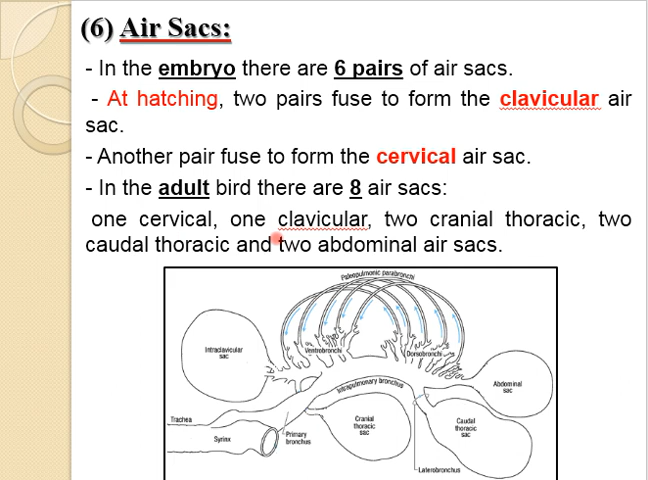 (6) Air Sacs:
- In the embryo there are 6 pairs of air sacs.
- At hatching, two pairs fuse to form the clavicular air
sac.
- Another pair fuse to form the cervical air sac.
- In the adult bird there are 8 air sacs:
one cervical, one clavicular, two cranial thoracic, two
caudal thoracic and two abdominal air sacs.
Paleopulmonic parabronchi
Intraclavicular
sac
Ventrobronchi
Dorsobronchi
Intrapulmonary bronchus
Abdominal
sac
Trachea
Syrinx
Primary
bronchus
Cranial
thoracic
sac
Caudal
thoracic
sac
Laterobronchus